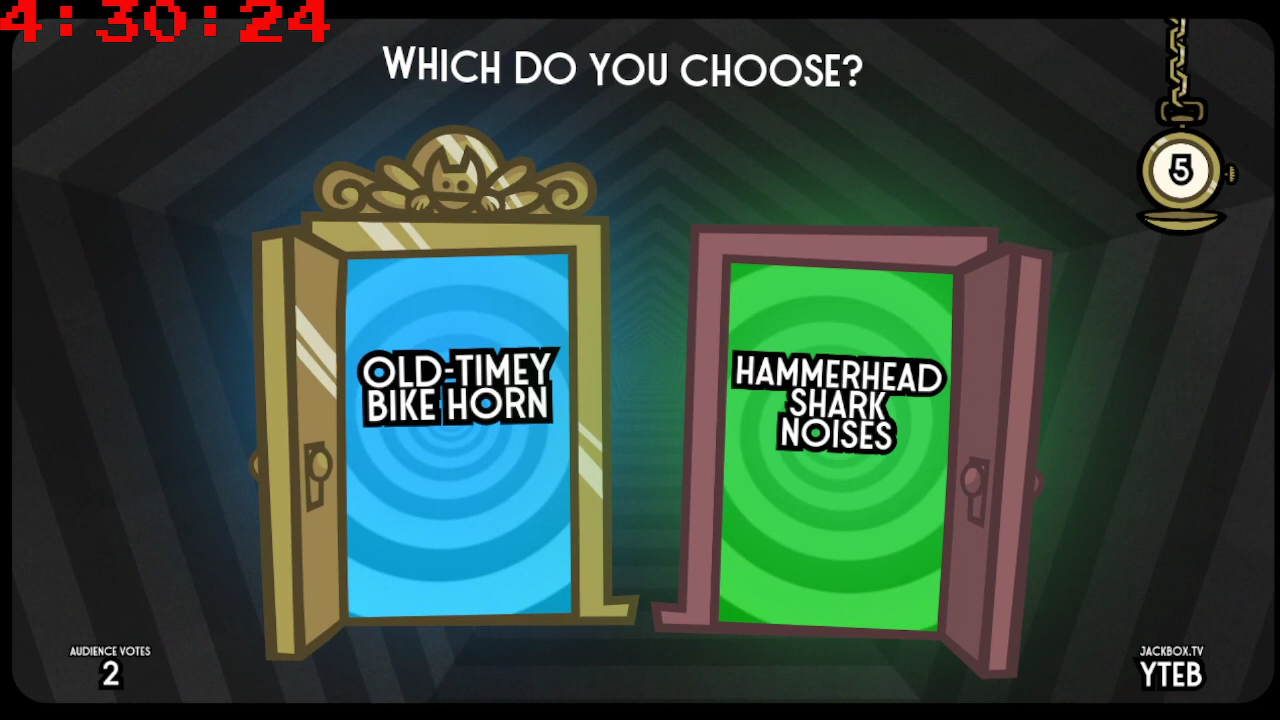 4:30:24
WHICH DO YOU CHOOSE?
5
OLD-TIMEY
BIKE HORN
HAMMERHEAD
SHARK
NOISES
AUDIENCE VOTES
2
JACKBOX.TV
YTEB